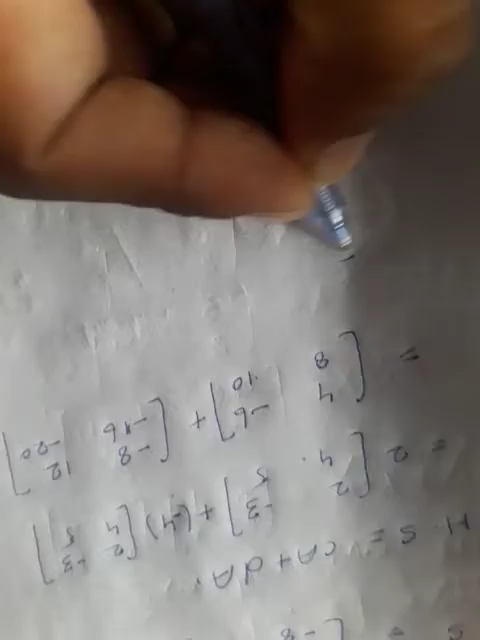 H·S = cA + dA.
= 2 [2 -3
4 5] + (-4) [2 -3
4 5]
= [4 -6
8 10] + [-8 12
-16 -20]